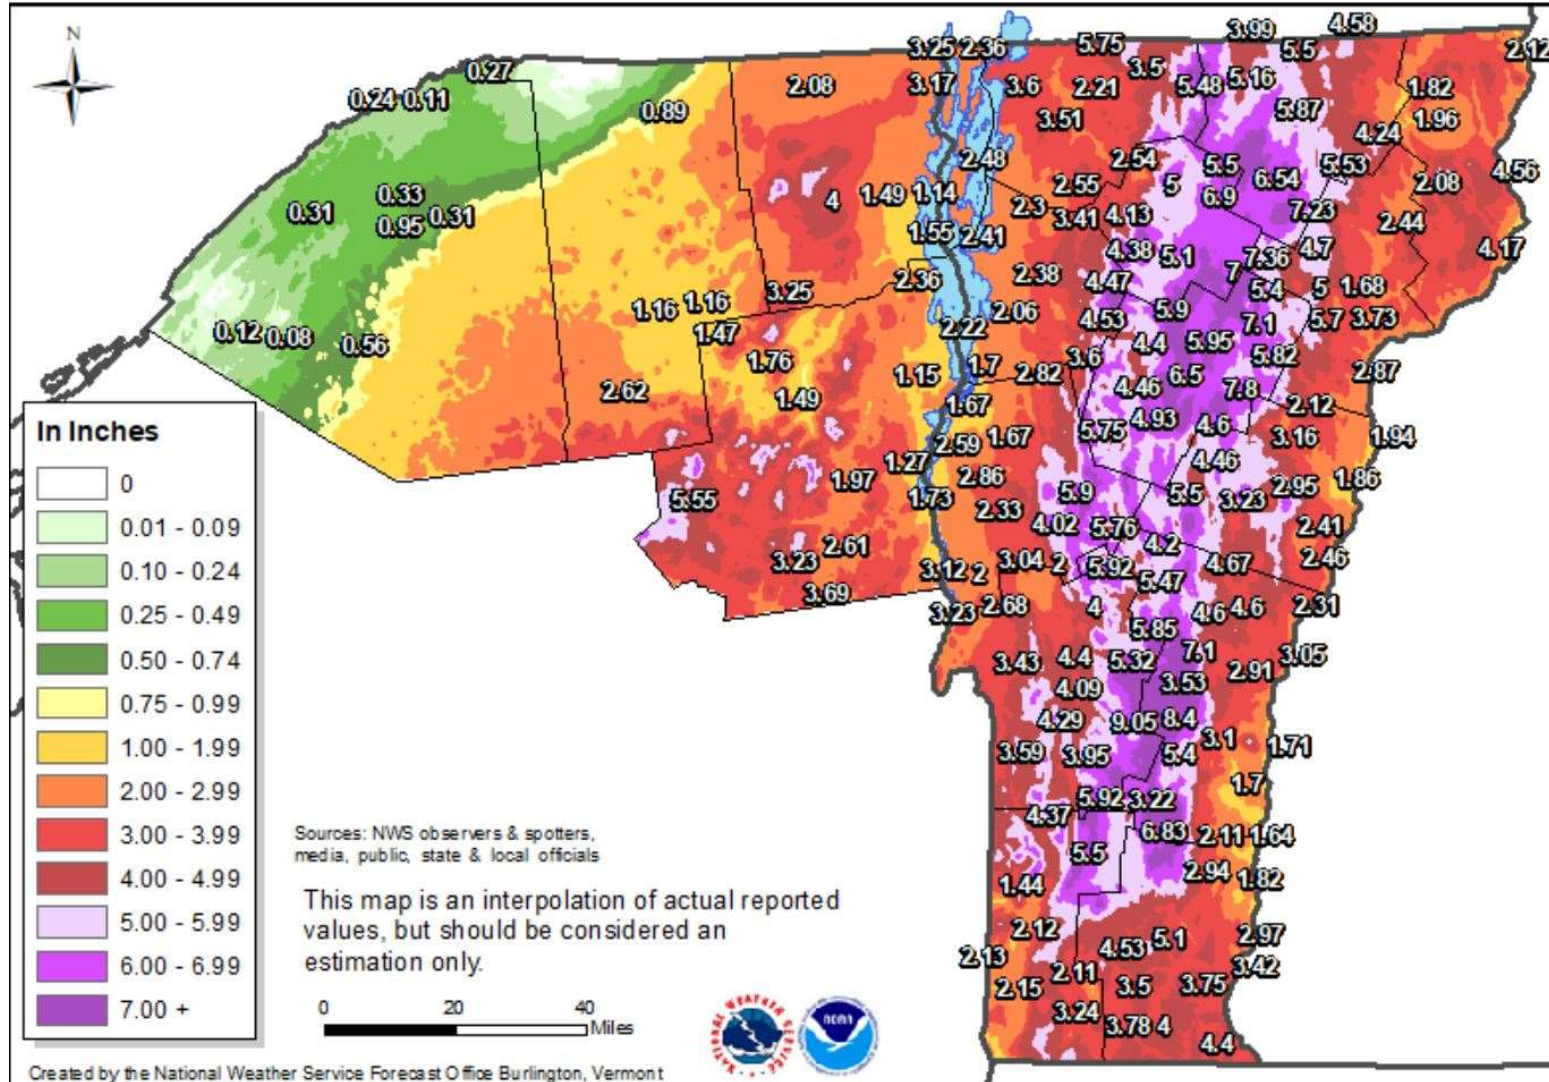 N
3.25 2.36 5.75 3.99 4.58
0.27 3.5 5.5 2.12
0.24 0.11 0.89 2.08 3.17 3.6 2.21 5.48 5.16 1.82
3.51 5.87 1.96
4.24
2.48 2.54 5.5 5.53 4.56
0.33 4 1.49 1.14 2.55 5 6.9 6.54 2.08
0.31 0.95 0.31 2.3 3.41 4.13 7.23 2.44
1.55 2.41 4.38 5.1 7.36 4.7 4.17
2.36 2.38 4.47 7 5.4 5 1.68
1.16 1.16 3.25 2.06 4.53 5.9 7.1 5.7 3.73
0.12 0.08 0.56 1.47 2.22 4.4 5.95 5.82
1.76 1.15 1.7 2.82 3.6 6.5 2.87
2.62 1.49 1.67 4.46 7.8 2.12
5.75 4.93 4.6
2.59 1.67 3.16 1.94
1.27 4.46
1.97 2.86 1.86
5.55 1.73 2.33 5.9 5.5 3.23 2.95
4.02 5.76 2.41
2.61 4.2 2.46
3.23 3.12 2 3.04 2 5.92 5.47 4.67
3.69 3.23 2.68 4 4.6 4.6 2.31
5.85
3.43 4.4 5.32 7.1 2.91 3.05
4.09 3.53
4.29 9.05 8.4
3.59 3.95 5.4 3.1 1.71
1.7
5.92 3.22
4.37 6.83 2.11 1.64
5.5
1.44 2.94 1.82
2.12 4.53 5.1 2.97
2.13 2.11 3.42
2.15 3.5 3.75
3.24 3.78 4
4.4
In Inches
0
0.01 - 0.09
0.10 - 0.24
0.25 - 0.49
0.50 - 0.74
0.75 - 0.99
1.00 - 1.99
2.00 - 2.99
3.00 - 3.99
4.00 - 4.99
5.00 - 5.99
6.00 - 6.99
7.00 +
Sources: NWS observers & spotters,
media, public, state & local officials
This map is an interpolation of actual reported
values, but should be considered an
estimation only.
0 20 40
Miles
NATIONAL WEATHER SERVICE
noaa
Created by the National Weather Service Forecast Office Burlington, Vermont